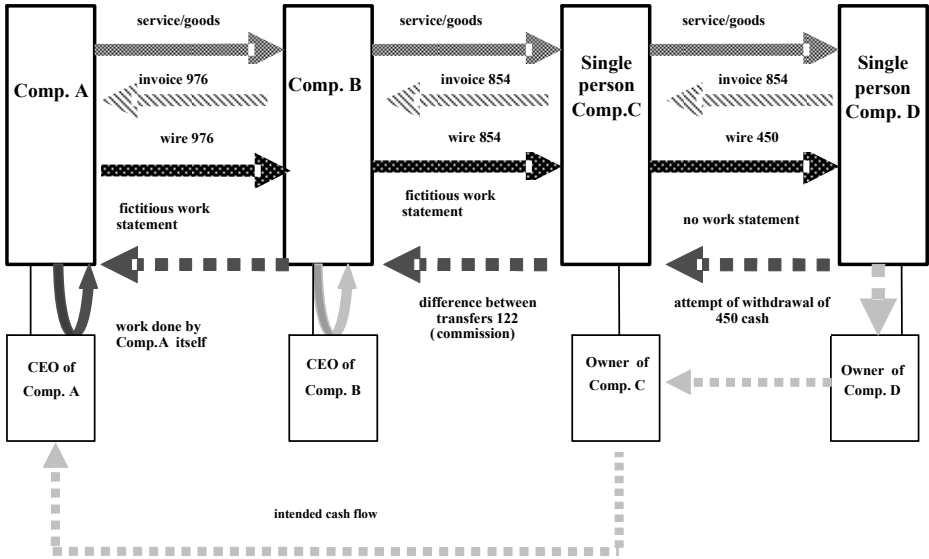 service/goods
service/goods
service/goods
Comp. A
Comp. B
Single
person
Comp.C
Single
person
Comp. D
invoice 976
invoice 854
invoice 854
wire 976
wire 854
wire 450
fictitious work
statement
fictitious work
statement
no work statement
work done by
Comp.A itself
difference between
transfers 122
(commission)
attempt of withdrawal of
450 cash
CEO of
Comp. A
CEO of
Comp. B
Owner of
Comp. C
Owner of
Comp. D
intended cash flow